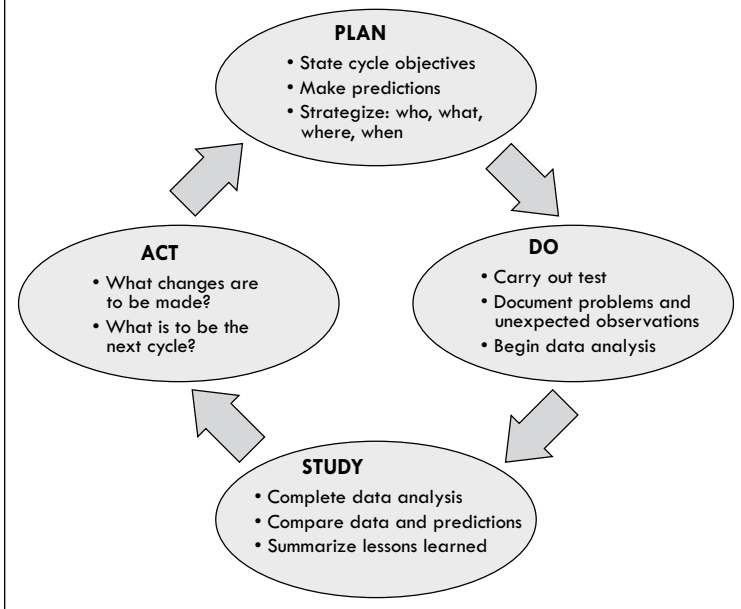 PLAN
• State cycle objectives
• Make predictions
• Strategize: who, what,
where, when
DO
• Carry out test
• Document problems and
unexpected observations
• Begin data analysis
STUDY
• Complete data analysis
• Compare data and predictions
• Summarize lessons learned
ACT
• What changes are
to be made?
• What is to be the
next cycle?